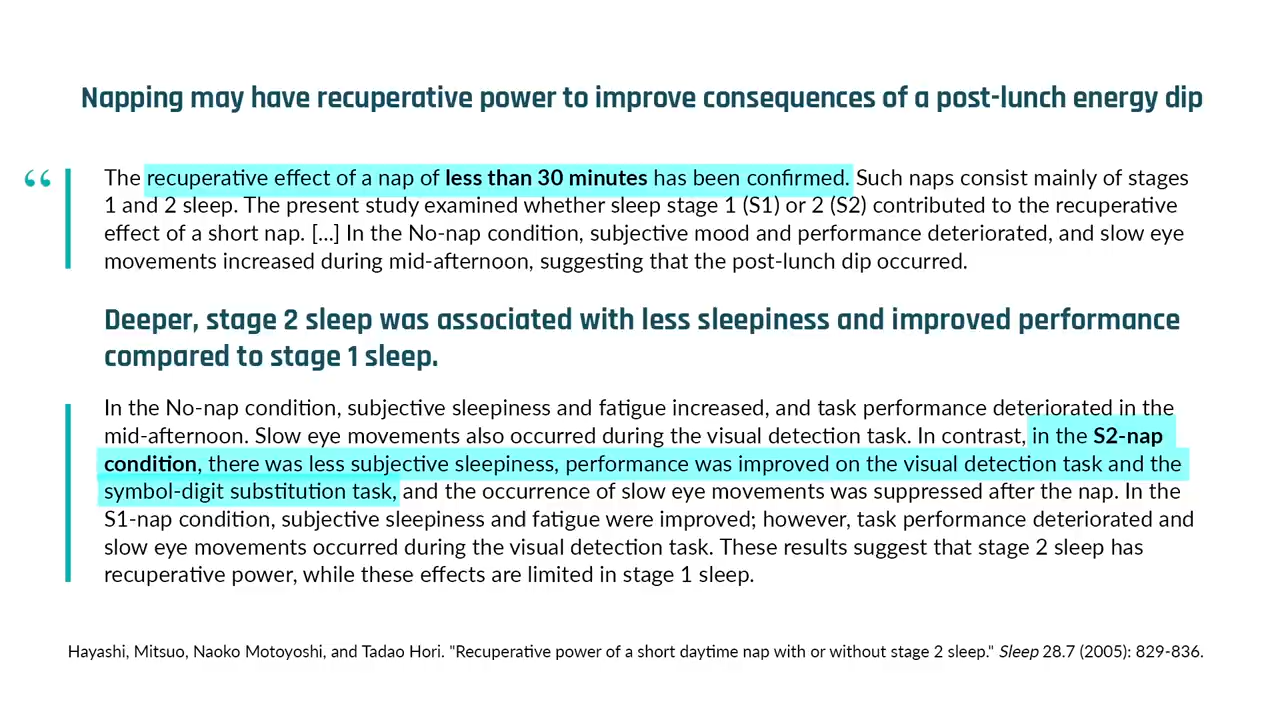 Napping may have recuperative power to improve consequences of a post-lunch energy dip
“ The recuperative effect of a nap of less than 30 minutes has been confirmed. Such naps consist mainly of stages
1 and 2 sleep. The present study examined whether sleep stage 1 (S1) or 2 (S2) contributed to the recuperative
effect of a short nap. [...] In the No-nap condition, subjective mood and performance deteriorated, and slow eye
movements increased during mid-afternoon, suggesting that the post-lunch dip occurred.
Deeper, stage 2 sleep was associated with less sleepiness and improved performance
compared to stage 1 sleep.
In the No-nap condition, subjective sleepiness and fatigue increased, and task performance deteriorated in the
mid-afternoon. Slow eye movements also occurred during the visual detection task. In contrast, in the S2-nap
condition, there was less subjective sleepiness, performance was improved on the visual detection task and the
symbol-digit substitution task, and the occurrence of slow eye movements was suppressed after the nap. In the
S1-nap condition, subjective sleepiness and fatigue were improved; however, task performance deteriorated and
slow eye movements occurred during the visual detection task. These results suggest that stage 2 sleep has
recuperative power, while these effects are limited in stage 1 sleep.
Hayashi, Mitsuo, Naoko Motoyoshi, and Tadao Hori. "Recuperative power of a short daytime nap with or without stage 2 sleep." Sleep 28.7 (2005): 829-836.